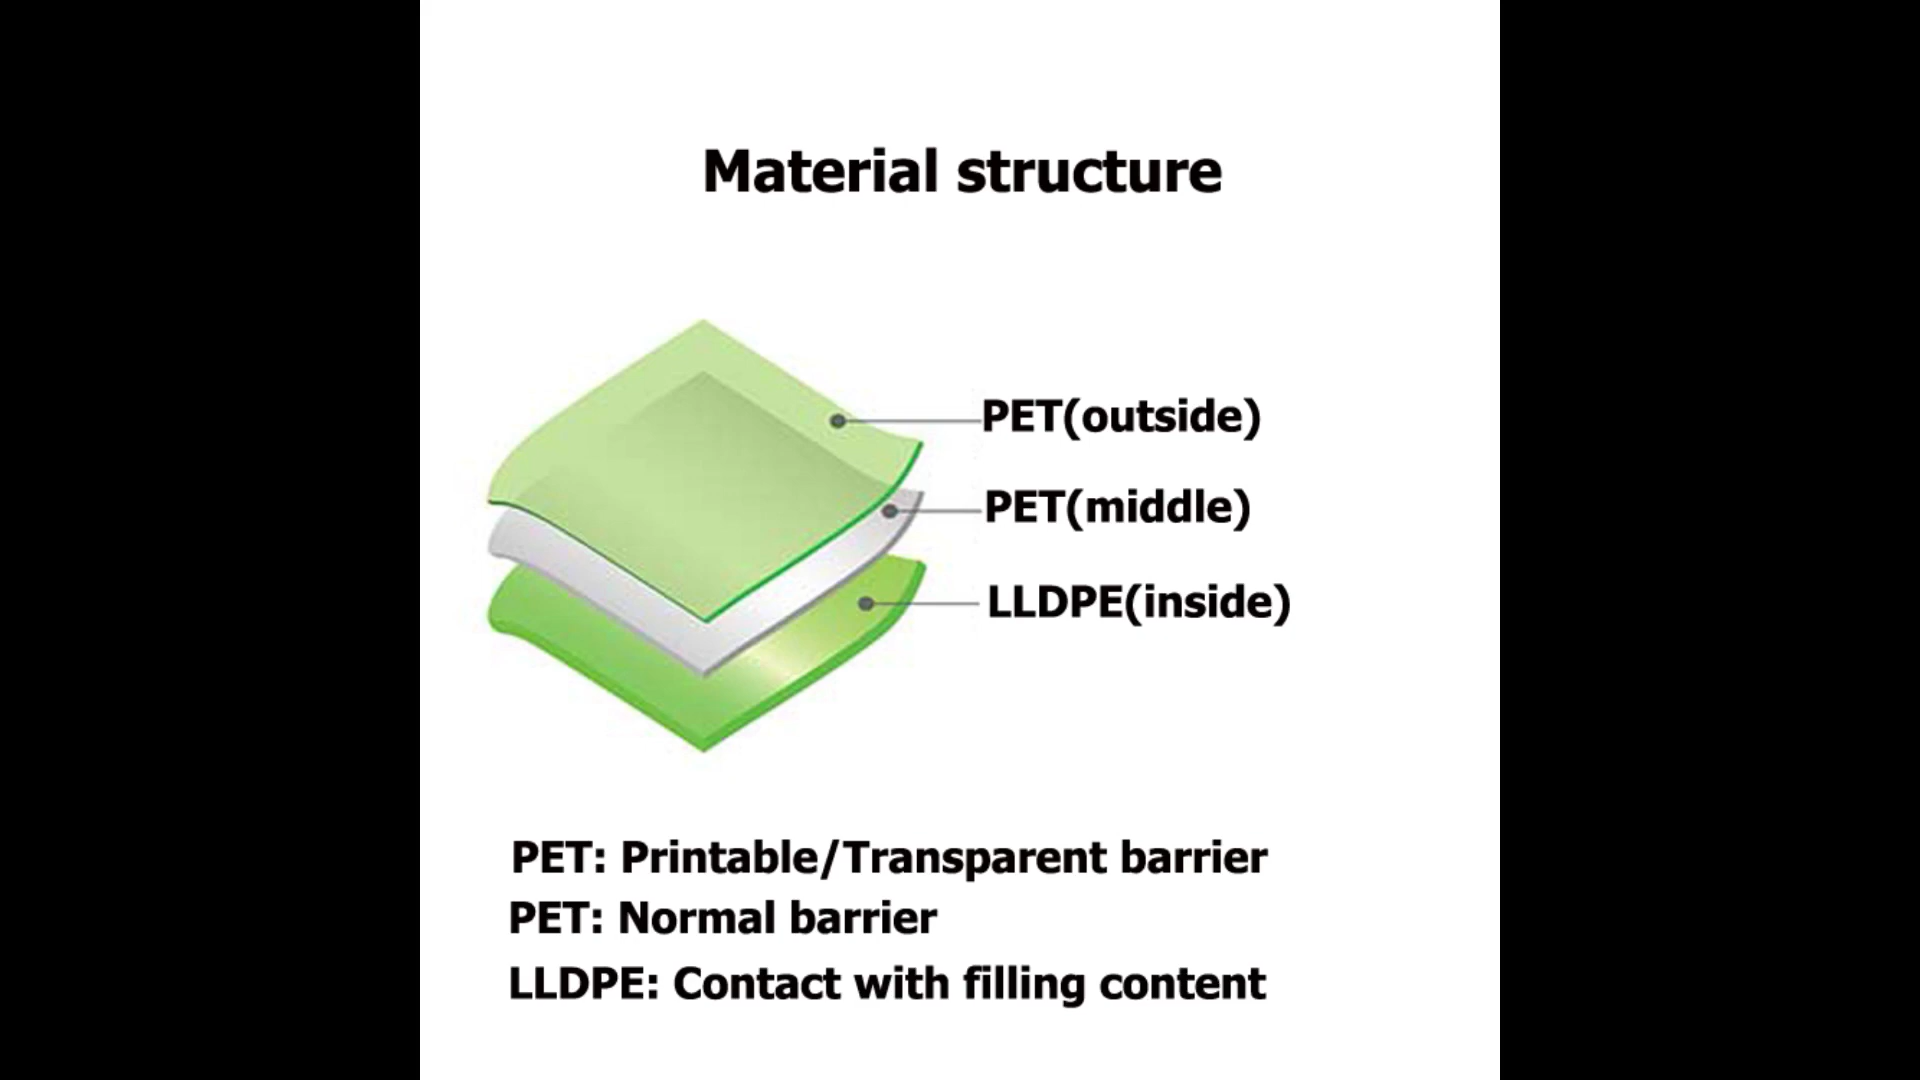 Material structure
PET(outside)
PET(middle)
LLDPE(inside)
PET: Printable/Transparent barrier
PET: Normal barrier
LLDPE: Contact with filling content